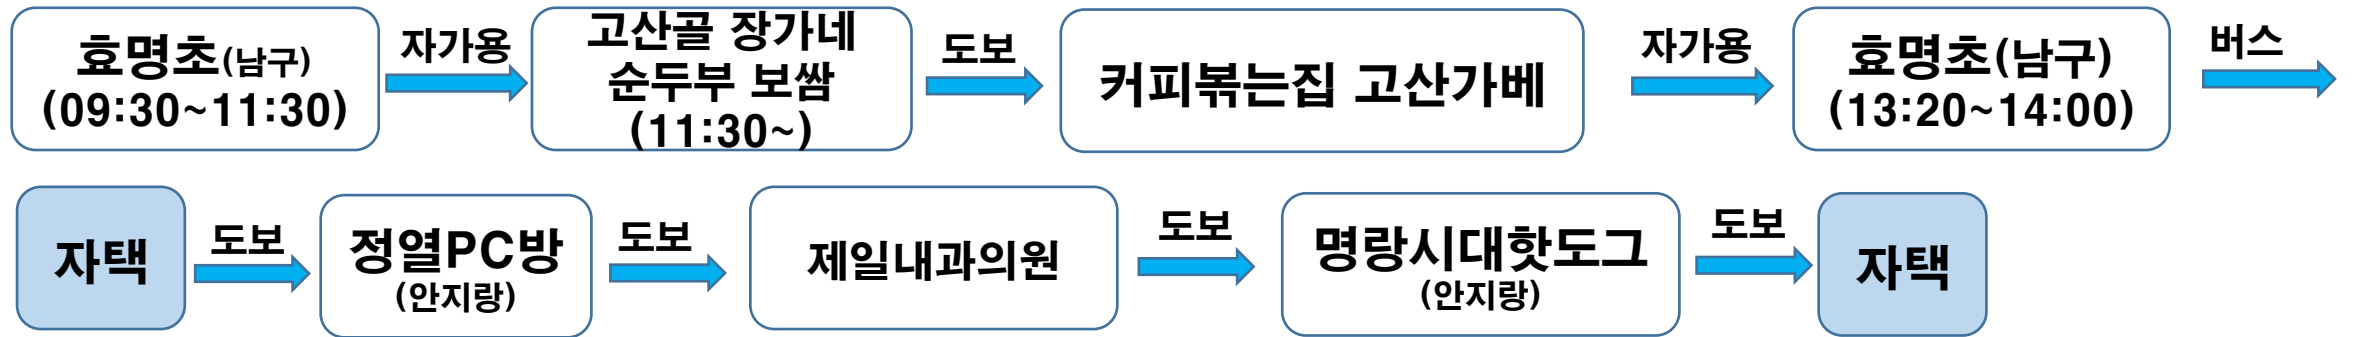 효명초(남구)
(09:30~11:30)
자가용
고산골 장가네
순두부 보쌈
(11:30~)
도보
커피볶는집 고산가베
자가용
효명초(남구)
(13:20~14:00)
버스
자택
도보
정열PC방
(안지랑)
도보
제일내과의원
도보
명랑시대핫도그
(안지랑)
도보
자택